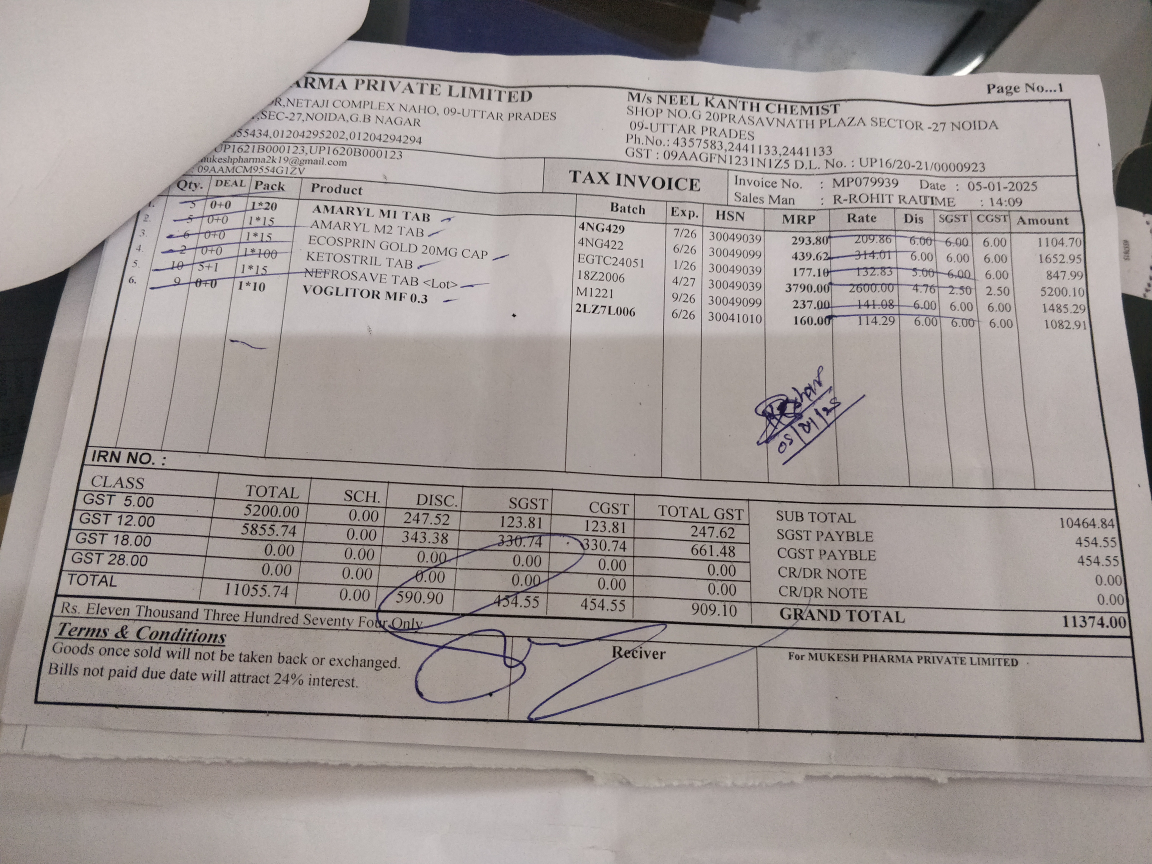 ARMA PRIVATE LIMITED
OR,NETAJI COMPLEX NAHO, 09-UTTAR PRADES
,SEC-27,NOIDA,G.B NAGAR
55434,01204295202,01204294294
UP1621B000123,UP1620B000123
mukeshpharma2k19@gmail.com
: 09AAMCM9554G1ZV
Page No...1
M/s NEEL KANTH CHEMIST
SHOP NO.G 20PRASAVNATH PLAZA SECTOR -27 NOIDA
09-UTTAR PRADES
Ph.No.: 4357583,2441133,2441133
GST : 09AAGFN1231N1Z5 D.L. No. : UP16/20-21/0000923
TAX INVOICE
Invoice No. : MP079939 Date : 05-01-2025
Sales Man : R-ROHIT RAUTIME : 14:09
Qty. DEAL Pack Product Batch Exp. HSN MRP Rate Dis SGST CGST Amount
5 0+0 1*20 AMARYL M1 TAB 4NG429 7/26 30049039 293.80 209.86 6.00 6.00 6.00 1104.70
2. 5 0+0 1*15 AMARYL M2 TAB 4NG422 6/26 30049099 439.62 314.01 6.00 6.00 6.00 1652.95
3. 6 0+0 1*15 ECOSPRIN GOLD 20MG CAP EGTC24051 1/26 30049039 177.10 132.83 5.00 6.00 6.00 847.99
4. 2 0+0 1*100 KETOSTRIL TAB 18Z2006 4/27 30049039 3790.00 2600.00 4.76 2.50 2.50 5200.10
5. 10 5+1 1*15 NEFROSAVE TAB <Lot> M1221 9/26 30049099 237.00 141.08 6.00 6.00 6.00 1485.29
6. 9 0+0 1*10 VOGLITOR MF 0.3 2LZ7L006 6/26 30041010 160.00 114.29 6.00 6.00 6.00 1082.91
05/01/25
IRN NO. :
CLASS TOTAL SCH. DISC. SGST CGST TOTAL GST
GST 5.00 5200.00 0.00 247.52 123.81 123.81 247.62
GST 12.00 5855.74 0.00 343.38 330.74 330.74 661.48
GST 18.00 0.00 0.00 0.00 0.00 0.00 0.00
GST 28.00 0.00 0.00 0.00 0.00 0.00 0.00
TOTAL 11055.74 0.00 590.90 454.55 454.55 909.10
SUB TOTAL 10464.84
SGST PAYBLE 454.55
CGST PAYBLE 454.55
CR/DR NOTE 0.00
CR/DR NOTE 0.00
GRAND TOTAL 11374.00
Rs. Eleven Thousand Three Hundred Seventy Four Only
Terms & Conditions
Goods once sold will not be taken back or exchanged.
Bills not paid due date will attract 24% interest.
Reciver
For MUKESH PHARMA PRIVATE LIMITED